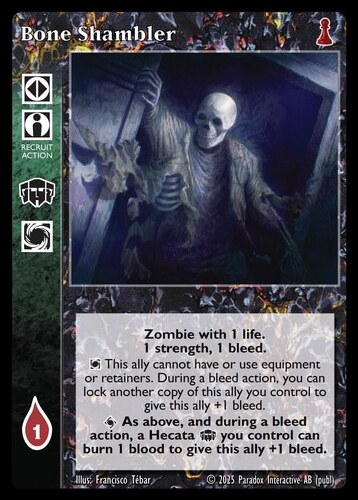 Bone Shambler
RECRUIT
ACTION
Zombie with 1 life.
1 strength, 1 bleed.
This ally cannot have or use equipment
or retainers. During a bleed action, you can
lock another copy of this ally you control to
give this ally +1 bleed.
As above, and during a bleed
action, a Hecata you control can
burn 1 blood to give this ally +1 bleed.
1
Illus: Francisco Tébar
© 2025 Paradox Interactive AB (publ)